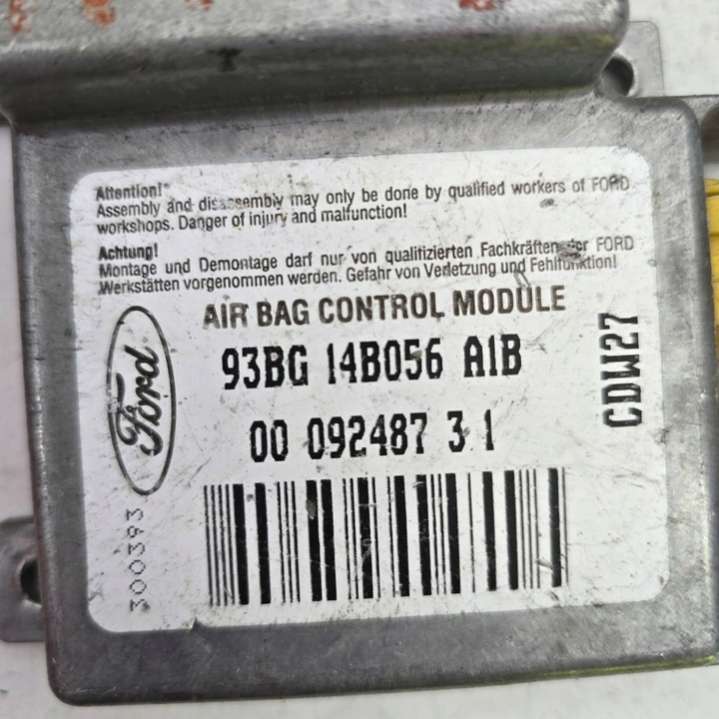 Attention!
Assembly and disassembly may only be done by qualified workers of FORD
workshops. Danger of injury and malfunction!
Achtung!
Montage und Demontage darf nur von qualifizierten Fachkräften der FORD
Werkstätten vorgenommen werden. Gefahr von Verletzung und Fehlfunktion!
AIR BAG CONTROL MODULE
93BG 14B056 A1B
00 092487 3 1
CDW27
Ford
300393